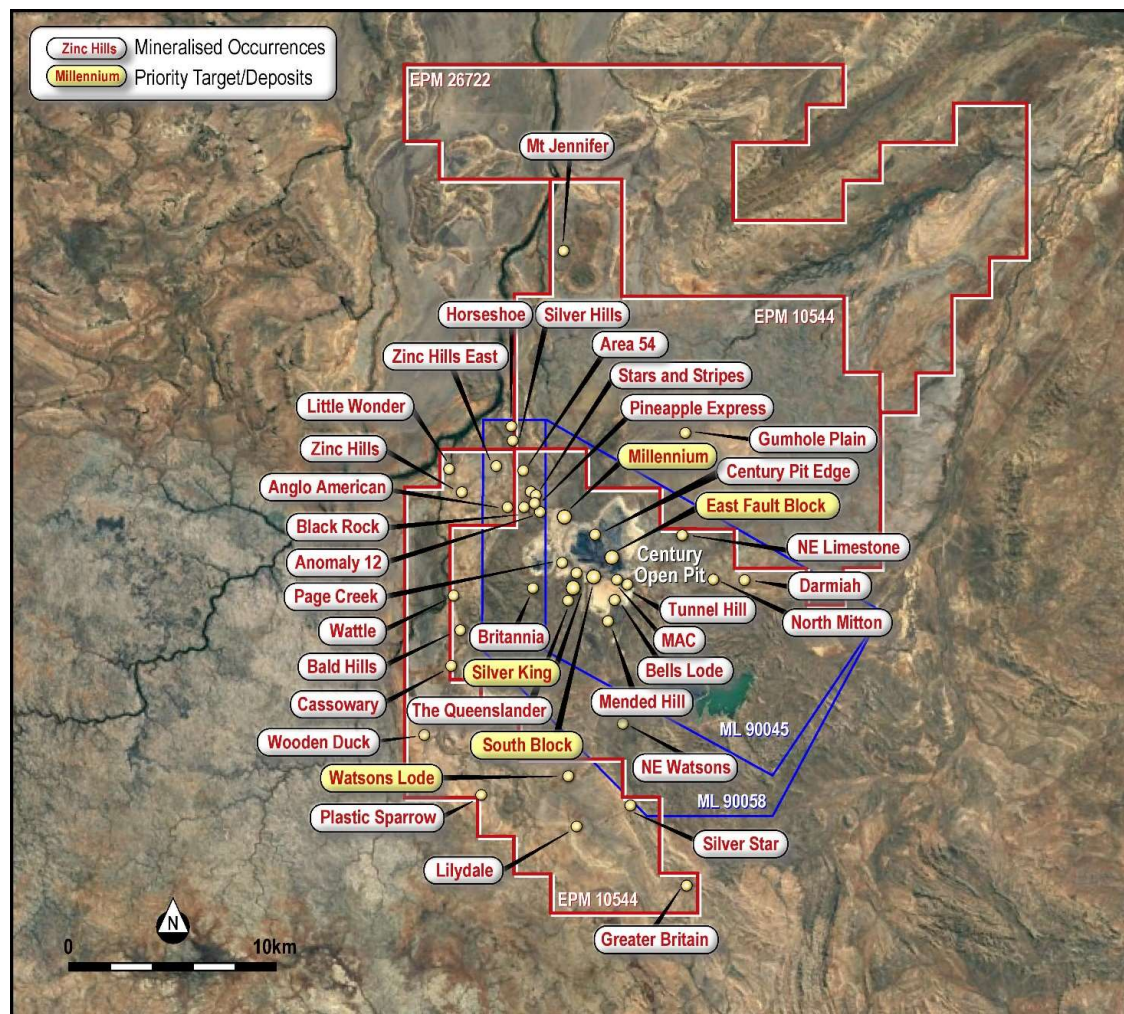 Zinc Hills Mineralised Occurrences
Millennium Priority Target/Deposits
EPM 26722
Mt Jennifer
Horseshoe
Silver Hills
EPM 10544
Area 54
Zinc Hills East
Stars and Stripes
Little Wonder
Pineapple Express
Gumhole Plain
Zinc Hills
Millennium
Century Pit Edge
Anglo American
East Fault Block
Black Rock
NE Limestone
Anomaly 12
Century
Open Pit
Darmiah
Page Creek
Tunnel Hill
North Mitton
Wattle
Britannia
MAC
Bald Hills
Silver King
Bells Lode
Cassowary
The Queenslander
Mended Hill
Wooden Duck
South Block
ML 90045
NE Watsons
Watsons Lode
ML 90058
Plastic Sparrow
Silver Star
Lilydale
EPM 10544
N
Greater Britain
0 10km